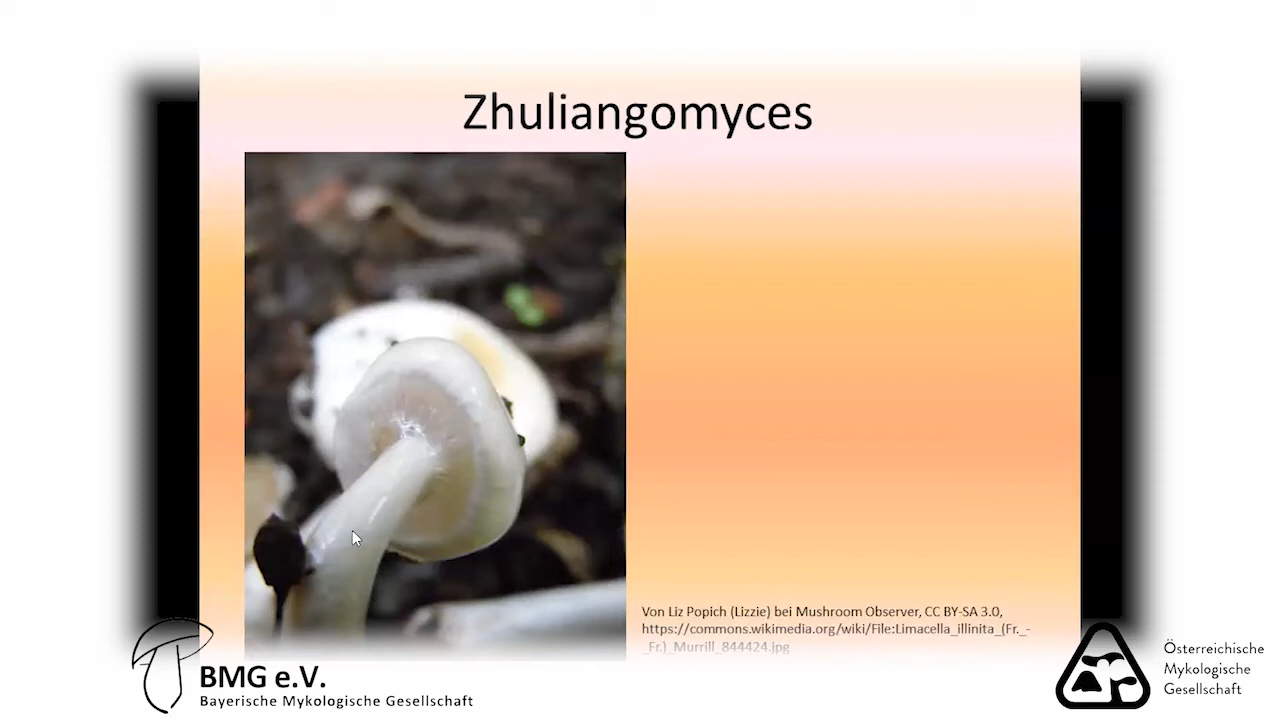 Zhuliangomyces
Von Liz Popich (Lizzie) bei Mushroom Observer, CC BY-SA 3.0,
https://commons.wikimedia.org/wiki/File:Limacella_illinita_(Fr._-
_Fr.)_Murrill_844424.jpg
BMG e.V.
Bayerische Mykologische Gesellschaft
Österreichische
Mykologische
Gesellschaft